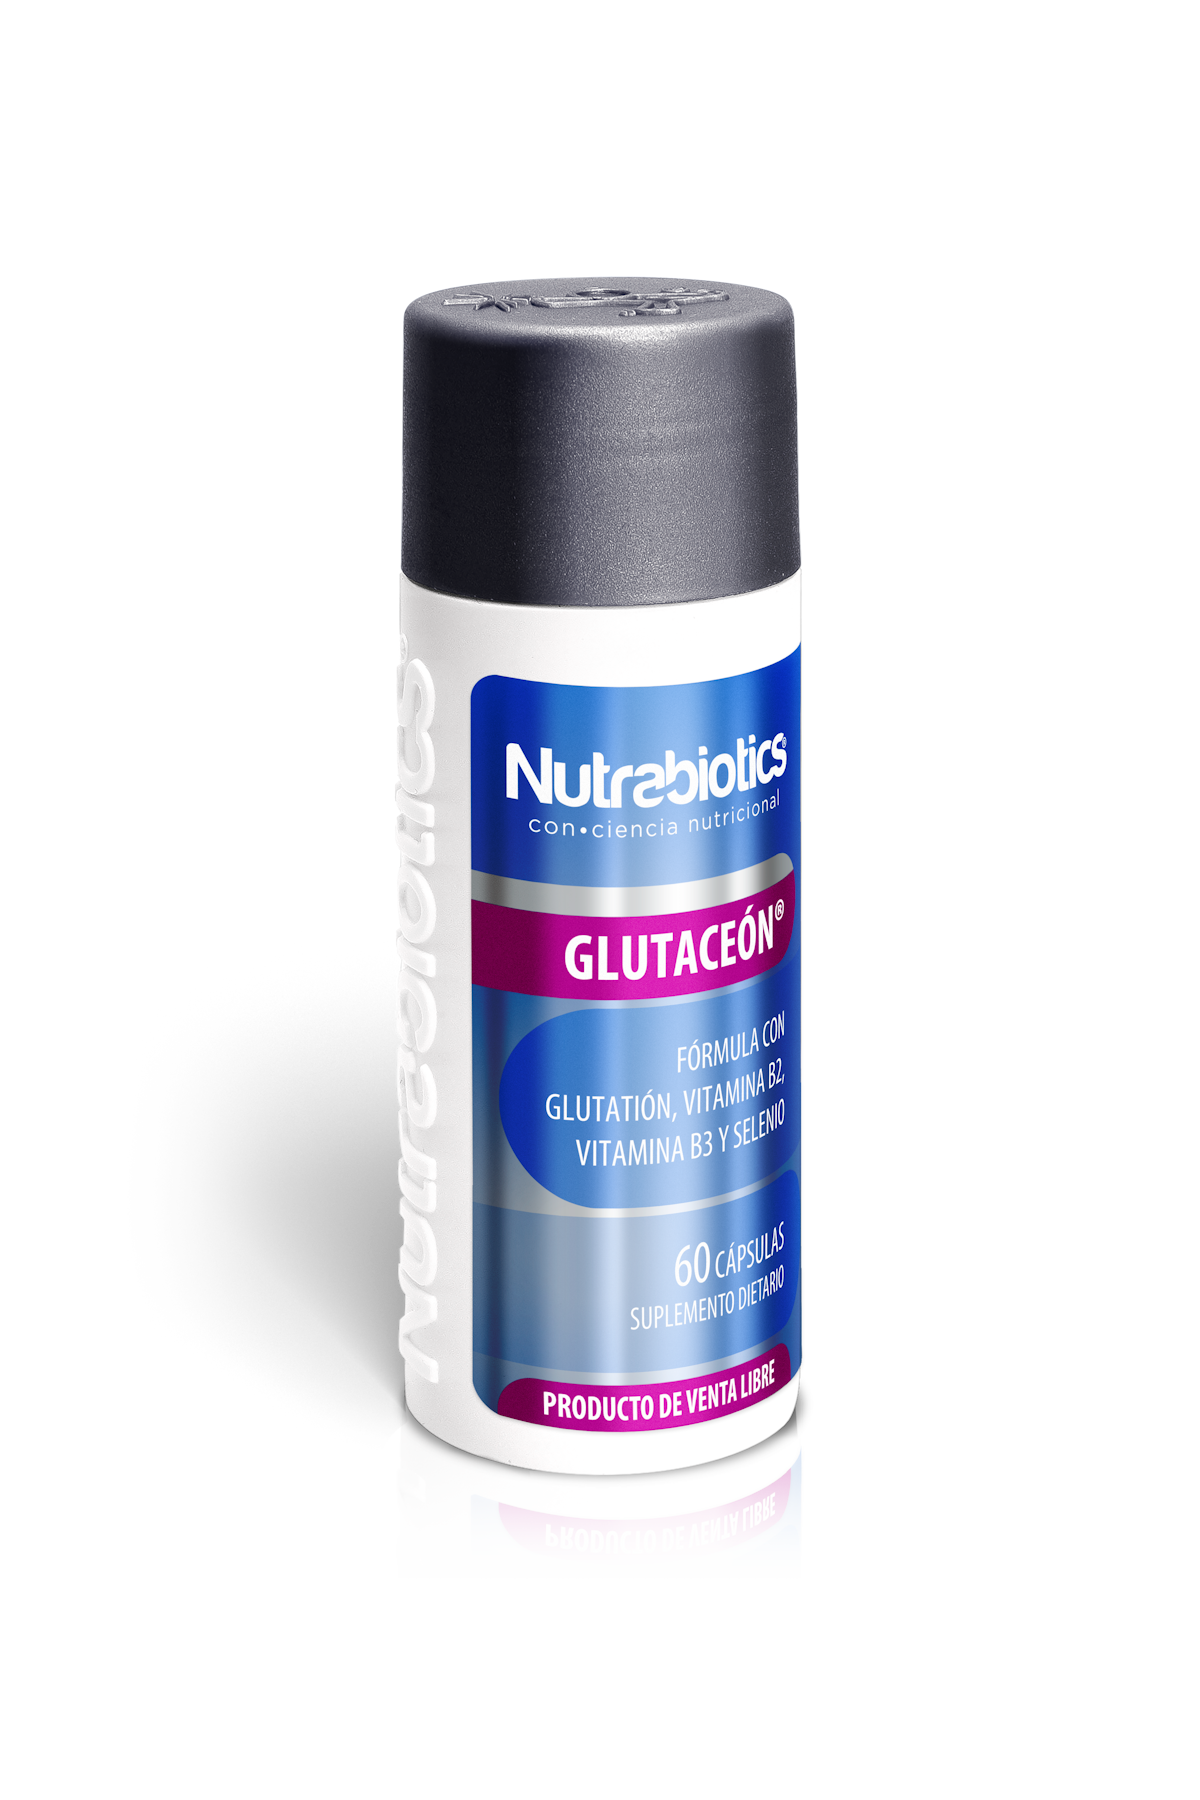 Nutrabiotics®
con•ciencia nutricional
GLUTACEÓN®
FÓRMULA CON
GLUTATIÓN, VITAMINA B2,
VITAMINA B3 Y SELENIO
60 CÁPSULAS
SUPLEMENTO DIETARIO
PRODUCTO DE VENTA LIBRE
Nutrabiotics®